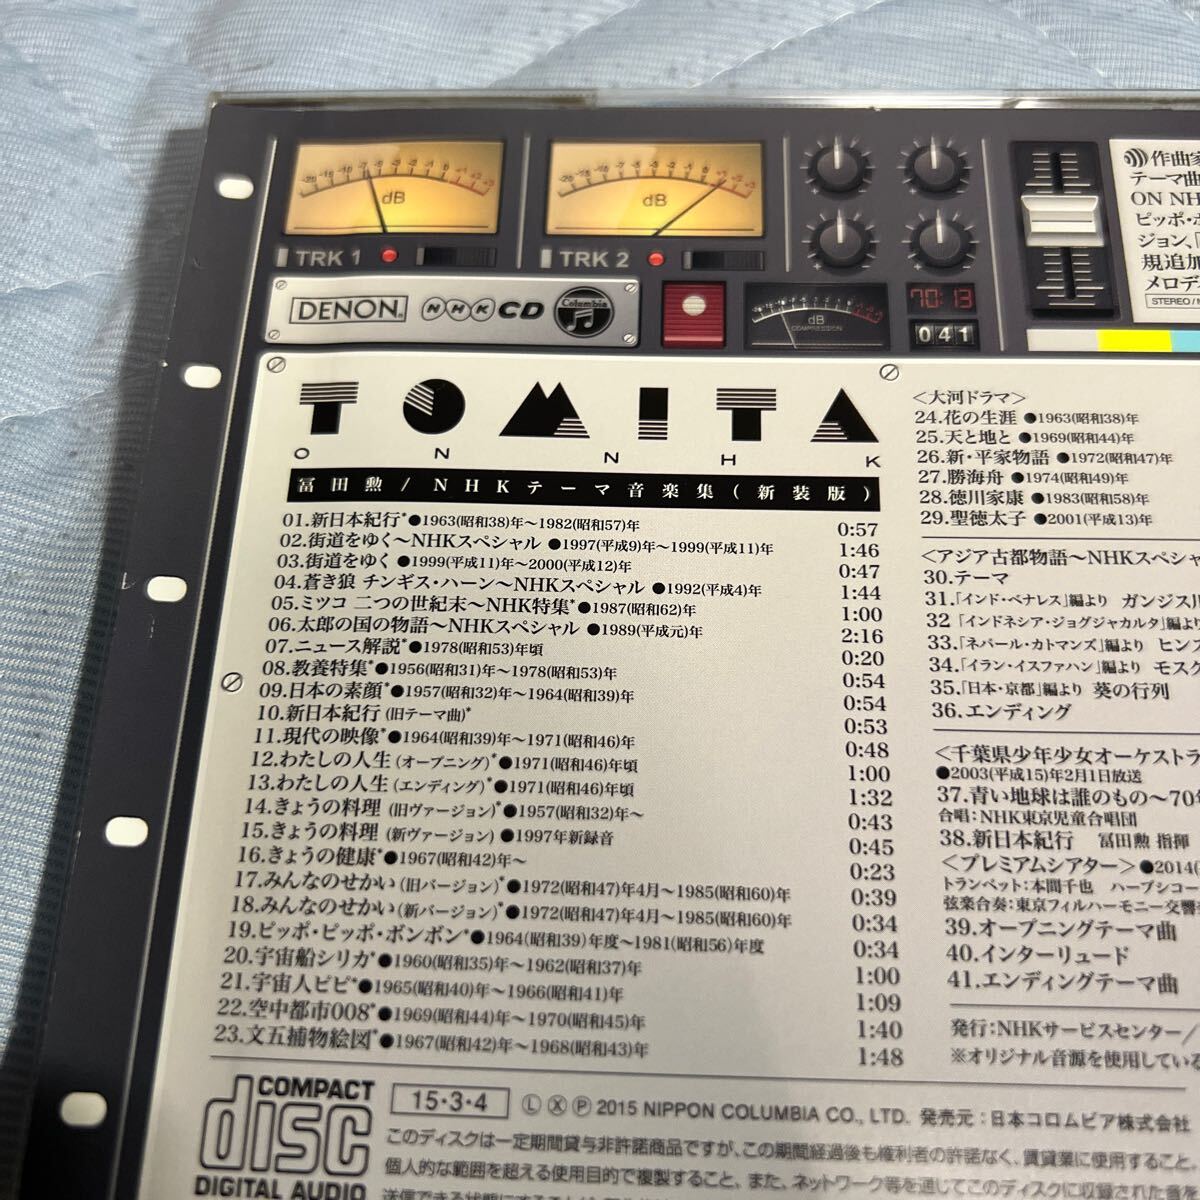 TRK 1
TRK 2
dB
dB
DENON
NHK CD
Columbia
dB
COMPRESSION
70:13
041
作曲家
テーマ曲
ON NH
ピッポ・ボ
ジョン、「
規追加
メロデ
STEREO /
TOMITA
ON NHK
冨田勲/NHKテーマ音楽集(新装版)
01.新日本紀行*●1963(昭和38)年〜1982(昭和57)年 0:57
02.街道をゆく〜NHKスペシャル ●1997(平成9)年〜1999(平成11)年 1:46
03.街道をゆく ●1999(平成11)年〜2000(平成12)年 0:47
04.蒼き狼 チンギス・ハーン〜NHKスペシャル ●1992(平成4)年 1:44
05.ミツコ 二つの世紀末〜NHK特集*●1987(昭和62)年 1:00
06.太郎の国の物語〜NHKスペシャル ●1989(平成元)年 2:16
07.ニュース解説*●1978(昭和53)年頃 0:20
08.教養特集*●1956(昭和31)年〜1978(昭和53)年 0:54
09.日本の素顔*●1957(昭和32)年〜1964(昭和39)年 0:54
10.新日本紀行(旧テーマ曲)* 0:53
11.現代の映像*●1964(昭和39)年〜1971(昭和46)年 0:48
12.わたしの人生(オープニング)*●1971(昭和46)年頃 1:00
13.わたしの人生(エンディング)*●1971(昭和46)年頃 1:32
14.きょうの料理(旧ヴァージョン)*●1957(昭和32)年〜 0:43
15.きょうの料理(新ヴァージョン)●1997年新録音 0:45
16.きょうの健康*●1967(昭和42)年〜 0:23
17.みんなのせかい(旧バージョン)*●1972(昭和47)年4月〜1985(昭和60)年 0:39
18.みんなのせかい(新バージョン)*●1972(昭和47)年4月〜1985(昭和60)年 0:34
19.ピッポ・ピッポ・ボンボン*●1964(昭和39)年度〜1981(昭和56)年度 0:34
20.宇宙船シリカ*●1960(昭和35)年〜1962(昭和37)年 1:00
21.宇宙人ピピ*●1965(昭和40)年〜1966(昭和41)年 1:09
22.空中都市008*●1969(昭和44)年〜1970(昭和45)年 1:40
23.文五捕物絵図*●1967(昭和42)年〜1968(昭和43)年 1:48
<大河ドラマ>
24.花の生涯 ●1963(昭和38)年
25.天と地と ●1969(昭和44)年
26.新・平家物語 ●1972(昭和47)年
27.勝海舟 ●1974(昭和49)年
28.徳川家康 ●1983(昭和58)年
29.聖徳太子 ●2001(平成13)年
<アジア古都物語〜NHKスペシャ
30.テーマ
31.「インド・ベナレス」編より ガンジス川
32 「インドネシア・ジョグジャカルタ」編より
33.「ネパール・カトマンズ」編より ヒンフ
34.「イラン・イスファハン」編より モスク
35.「日本・京都」編より 葵の行列
36.エンディング
<千葉県少年少女オーケストラ
●2003(平成15)年2月1日放送
37.青い地球は誰のもの〜70年
合唱:NHK東京児童合唱団
38.新日本紀行 冨田勲 指揮
<プレミアムシアター>●2014(
トランペット:本間千也 ハープシコー
弦楽合奏:東京フィルハーモニー交響
39.オープニングテーマ曲
40.インターリュード
41.エンディングテーマ曲
発行:NHKサービスセンター/
※オリジナル音源を使用している
COMPACT
disc
DIGITAL AUDIO
15・3・4
Ⓛ Ⓧ Ⓟ 2015 NIPPON COLUMBIA CO., LTD. 発売元:日本コロムビア株式会社
このディスクは一定期間貸与非許諾商品ですが、この期間経過後も権利者の許諾なく、賃貸業に使用すること、
個人的な範囲を超える使用目的で複製すること、また、ネットワーク等を通じてこのディスクに収録された音を
送信できる状態にすること